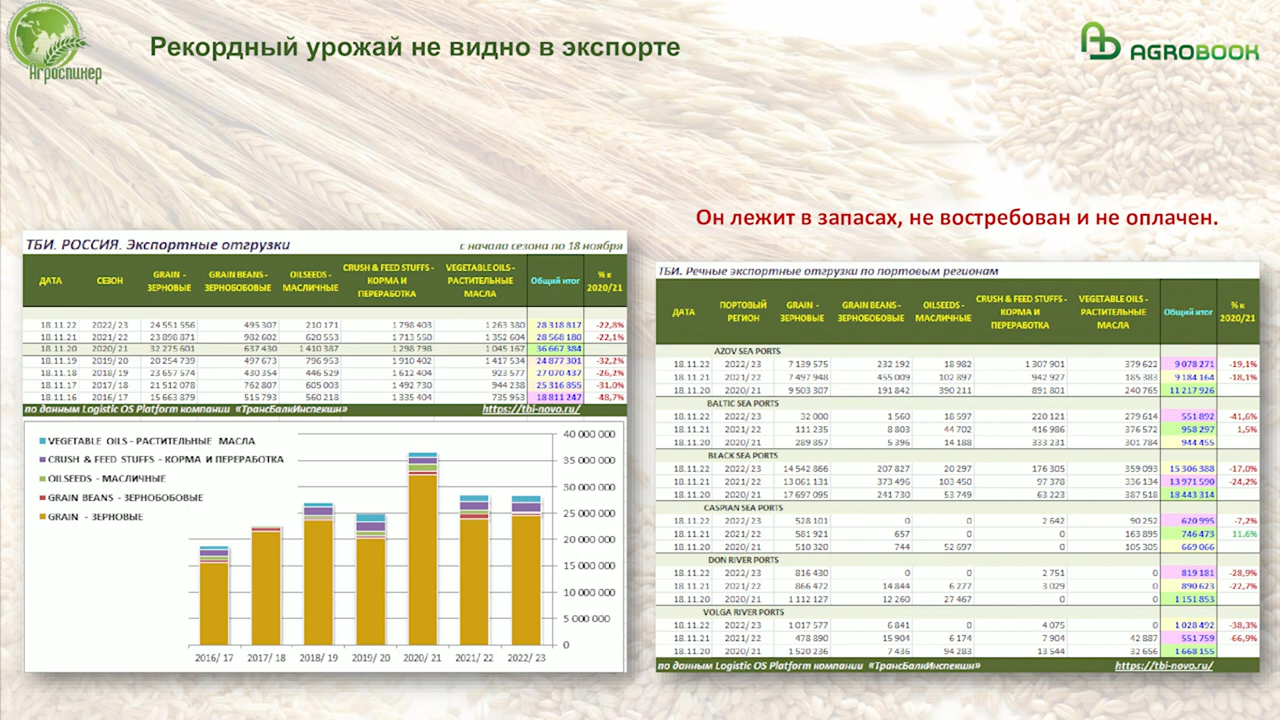 Агроспикер
Рекордный урожай не видно в экспорте
AGROBOOK
Он лежит в запасах, не востребован и не оплачен.
ТБИ. РОССИЯ. Экспортные отгрузки с начала сезона по 18 ноября
ДАТА СЕЗОН GRAIN - ЗЕРНОВЫЕ GRAIN BEANS - ЗЕРНОБОБОВЫЕ OILSEEDS - МАСЛИЧНЫЕ CRUSH & FEED STUFFS - КОРМА И ПЕРЕРАБОТКА VEGETABLE OILS - РАСТИТЕЛЬНЫЕ МАСЛА Общий итог % к 2020/21
18.11.22 2022/23 24 551 556 495 307 210 171 1 798 403 1 263 380 28 318 817 -22,8%
18.11.21 2021/22 23 898 871 982 602 620 553 1 713 550 1 352 604 28 568 180 -22,1%
18.11.20 2020/21 32 275 601 637 430 1 410 387 1 298 798 1 045 167 36 667 384
18.11.19 2019/20 20 254 739 497 673 796 953 1 910 402 1 417 534 24 877 301 -32,2%
18.11.18 2018/19 23 657 574 430 354 446 529 1 612 404 923 577 27 070 437 -26,2%
18.11.17 2017/18 21 512 078 762 807 605 003 1 492 730 944 238 25 316 855 -31,0%
18.11.16 2016/17 15 663 879 515 793 560 218 1 335 404 735 953 18 811 247 -48,7%
по данным Logistic OS Platform компании «ТрансБалкИнспекшн» https://tbi-novo.ru/
VEGETABLE OILS - РАСТИТЕЛЬНЫЕ МАСЛА
CRUSH & FEED STUFFS - КОРМА И ПЕРЕРАБОТКА
OILSEEDS - МАСЛИЧНЫЕ
GRAIN BEANS - ЗЕРНОБОБОВЫЕ
GRAIN - ЗЕРНОВЫЕ
40 000 000
35 000 000
30 000 000
25 000 000
20 000 000
15 000 000
10 000 000
5 000 000
0
2016/ 17 2017/ 18 2018/ 19 2019/ 20 2020/ 21 2021/ 22 2022/ 23
ТБИ. Речные экспортные отгрузки по портовым регионам
ДАТА ПОРТОВЫЙ РЕГИОН GRAIN - ЗЕРНОВЫЕ GRAIN BEANS - ЗЕРНОБОБОВЫЕ OILSEEDS - МАСЛИЧНЫЕ CRUSH & FEED STUFFS - КОРМА И ПЕРЕРАБОТКА VEGETABLE OILS - РАСТИТЕЛЬНЫЕ МАСЛА Общий итог % к 2020/21
AZOV SEA PORTS
18.11.22 2022/23 7 139 575 232 192 18 982 1 307 901 379 622 9 078 271 -19,1%
18.11.21 2021/22 7 497 948 455 009 102 897 942 927 185 383 9 184 164 -18,1%
18.11.20 2020/21 9 503 307 191 842 390 211 891 801 240 765 11 217 926
BALTIC SEA PORTS
18.11.22 2022/23 32 000 1 560 18 597 220 121 279 614 551 892 -41,6%
18.11.21 2021/22 111 235 8 803 44 702 416 986 376 572 958 297 1,5%
18.11.20 2020/21 289 857 5 396 14 188 333 231 301 784 944 455
BLACK SEA PORTS
18.11.22 2022/23 14 542 866 207 827 20 297 176 305 359 093 15 306 388 -17,0%
18.11.21 2021/22 13 061 131 373 496 103 450 97 378 336 134 13 971 590 -24,2%
18.11.20 2020/21 17 697 095 241 730 53 749 63 223 387 518 18 443 314
CASPIAN SEA PORTS
18.11.22 2022/23 528 101 0 0 2 642 90 252 620 995 -7,2%
18.11.21 2021/22 581 921 657 0 0 163 895 746 473 11,6%
18.11.20 2020/21 510 320 744 52 697 0 105 305 669 066
DON RIVER PORTS
18.11.22 2022/23 816 430 0 0 2 751 0 819 181 -28,9%
18.11.21 2021/22 866 472 14 844 6 277 3 029 0 890 623 -22,7%
18.11.20 2020/21 1 112 127 12 260 27 467 0 0 1 151 853
VOLGA RIVER PORTS
18.11.22 2022/23 1 017 577 6 841 0 4 075 0 1 028 492 -38,3%
18.11.21 2021/22 478 890 15 904 6 174 7 904 42 887 551 759 -66,9%
18.11.20 2020/21 1 520 236 7 436 94 283 13 544 32 656 1 668 155
по данным Logistic OS Platform компании «ТрансБалкИнспекшн» https://tbi-novo.ru/